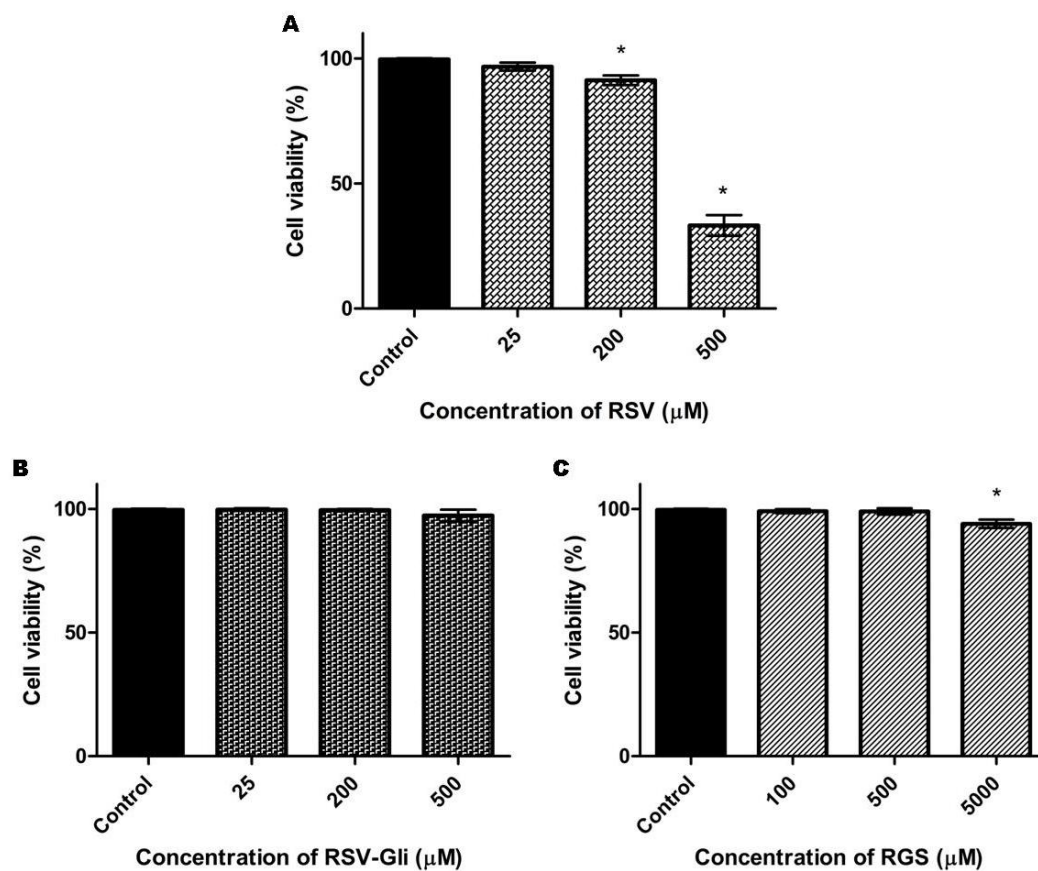 A
Cell viability (%)
100
50
0
*
*
Control
25
200
500
Concentration of RSV (μM)
B
Cell viability (%)
100
50
0
Control
25
200
500
Concentration of RSV-Gli (μM)
C
Cell viability (%)
100
50
0
*
Control
100
500
5000
Concentration of RGS (μM)